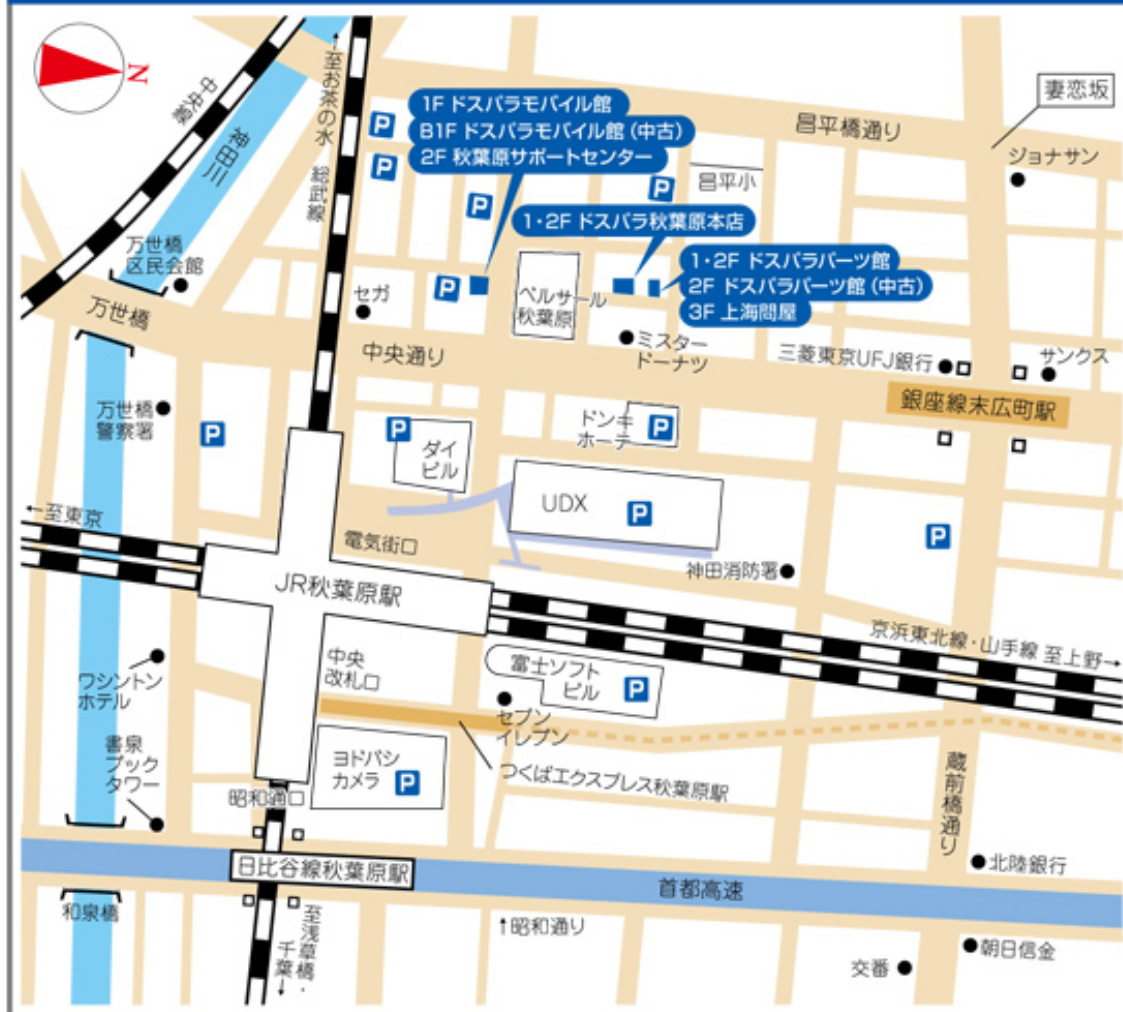 N
中央線
神田川
←至お茶の水
総武線
1F ドスパラモバイル館
B1F ドスパラモバイル館(中古)
2F 秋葉原サポートセンター
昌平橋通り
妻恋坂
ジョナサン
P
P
P
P
昌平小
1・2F ドスパラ秋葉原本店
1・2F ドスパラパーツ館
2F ドスパラパーツ館(中古)
3F 上海問屋
万世橋
区民会館
P
セガ
ベルサール
秋葉原
万世橋
中央通り
ミスター
ドーナツ
三菱東京UFJ銀行
サンクス
銀座線末広町駅
万世橋
警察署
P
P
ダイ
ビル
ドンキ
ホーテ
P
UDX
P
P
←至東京
電気街口
神田消防署
JR秋葉原駅
京浜東北線・山手線 至上野→
中央
改札口
富士ソフト
ビル
P
ワシントン
ホテル
セブン
イレブン
書泉
ブック
タワー
ヨドバシ
カメラ
P
つくばエクスプレス秋葉原駅
昭和通口
蔵前橋通り
日比谷線秋葉原駅
首都高速
北陸銀行
和泉橋
至浅草橋・
千葉→
↑昭和通り
交番
朝日信金